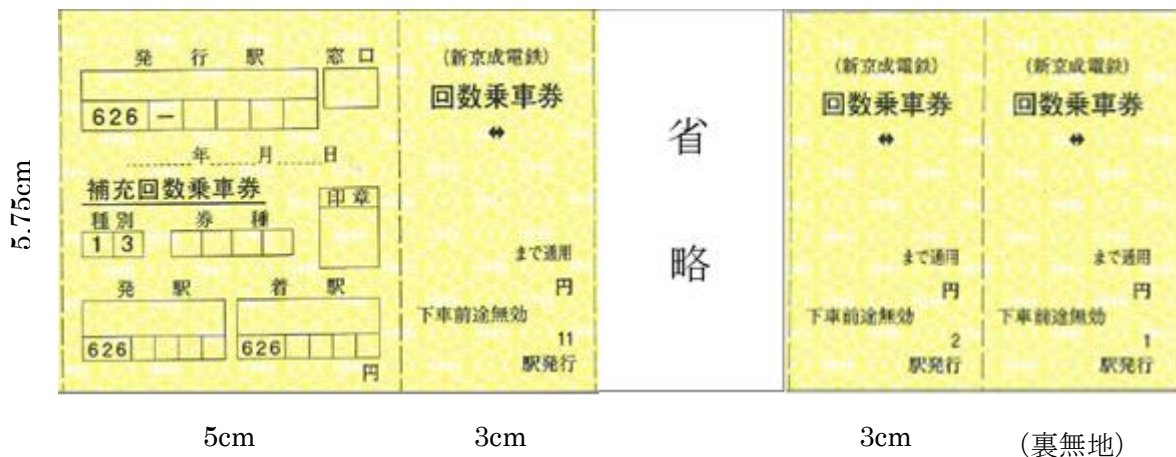 発行駅 窓口
626 －
年 月 日
補充回数乗車券
種別 券種 印章
1 3
発駅 着駅
626 626
円
(新京成電鉄)
回数乗車券
⬌
まで通用
円
下車前途無効
11
駅発行
省
略
(新京成電鉄)
回数乗車券
⬌
まで通用
円
下車前途無効
2
駅発行
(新京成電鉄)
回数乗車券
⬌
まで通用
円
下車前途無効
1
駅発行
5.75cm
5cm 3cm 3cm (裏無地)